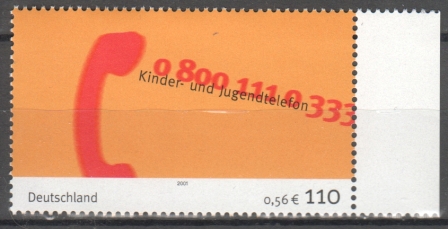 0 800 111 0 333
Kinder- und Jugendtelefon
2001
Deutschland
0,56 € 110